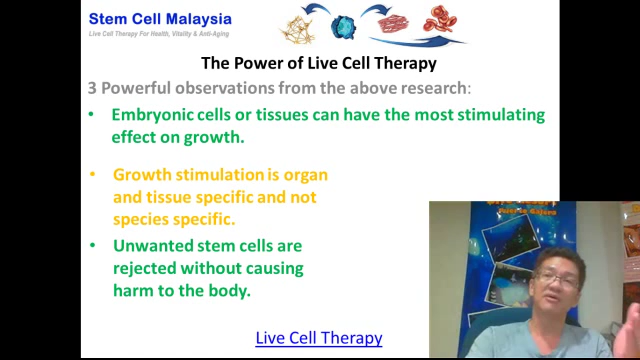 Stem Cell Malaysia
Live Cell Therapy For Health, Vitality & Anti-Aging
The Power of Live Cell Therapy
3 Powerful observations from the above research:
• Embryonic cells or tissues can have the most stimulating
effect on growth.
• Growth stimulation is organ
and tissue specific and not
species specific.
• Unwanted stem cells are
rejected without causing
harm to the body.
Live Cell Therapy